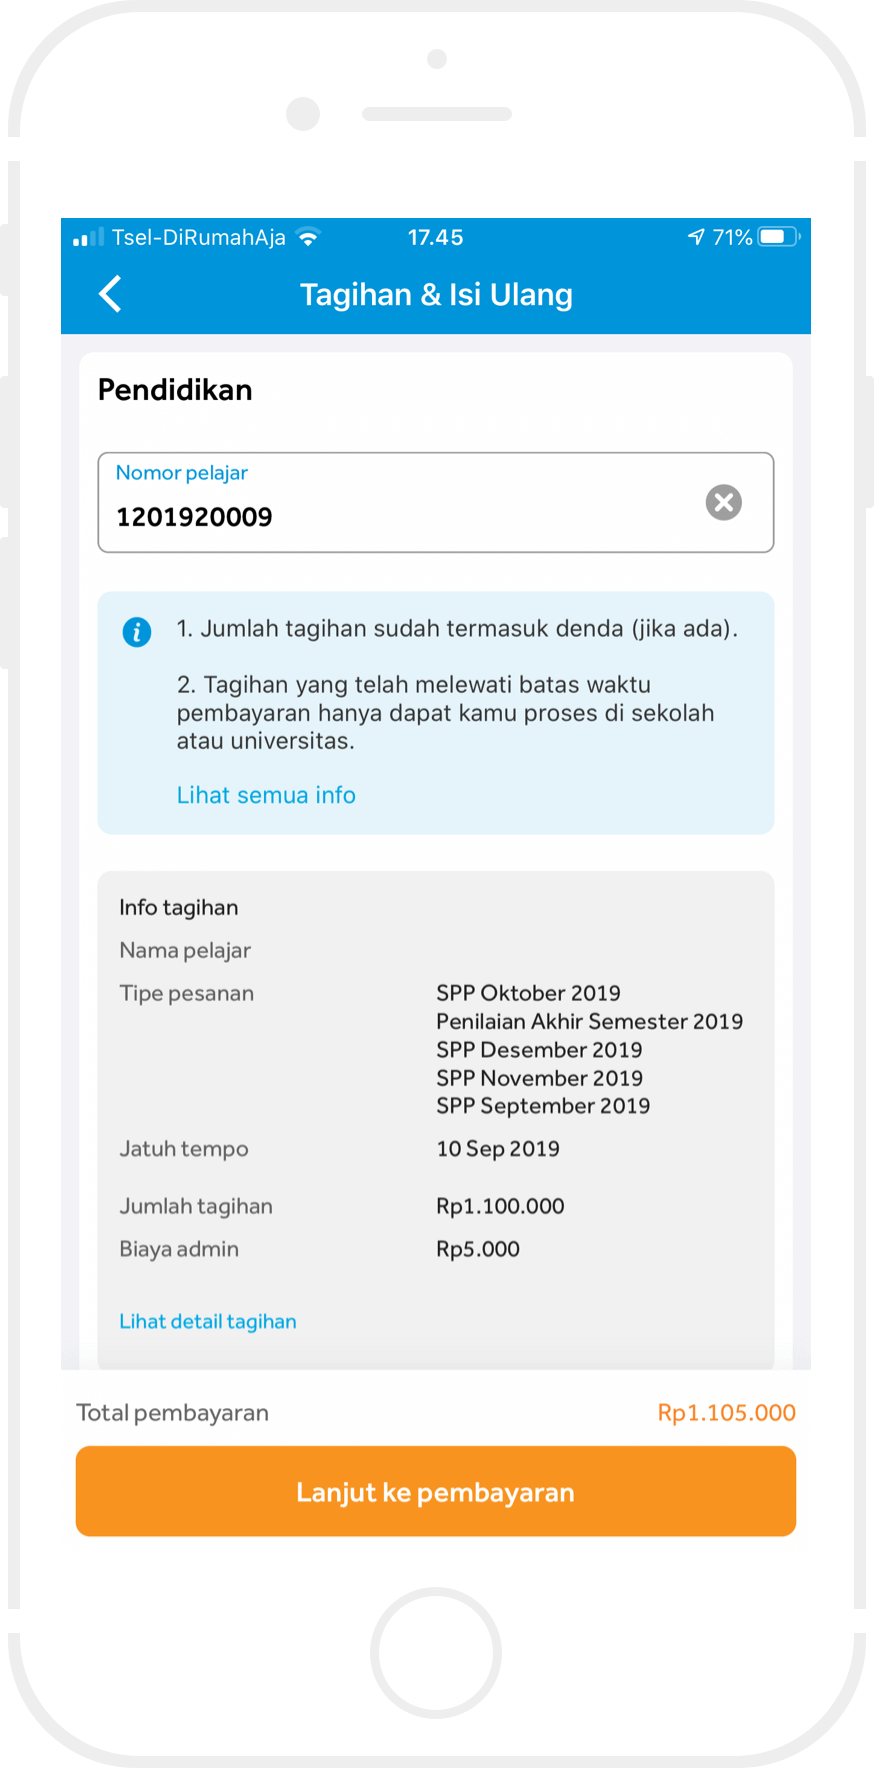 Tsel-DiRumahAja 17.45 71%
Tagihan & Isi Ulang
Pendidikan
Nomor pelajar
1201920009
1. Jumlah tagihan sudah termasuk denda (jika ada).
2. Tagihan yang telah melewati batas waktu
pembayaran hanya dapat kamu proses di sekolah
atau universitas.
Lihat semua info
Info tagihan
Nama pelajar
Tipe pesanan SPP Oktober 2019
Penilaian Akhir Semester 2019
SPP Desember 2019
SPP November 2019
SPP September 2019
Jatuh tempo 10 Sep 2019
Jumlah tagihan Rp1.100.000
Biaya admin Rp5.000
Lihat detail tagihan
Total pembayaran Rp1.105.000
Lanjut ke pembayaran